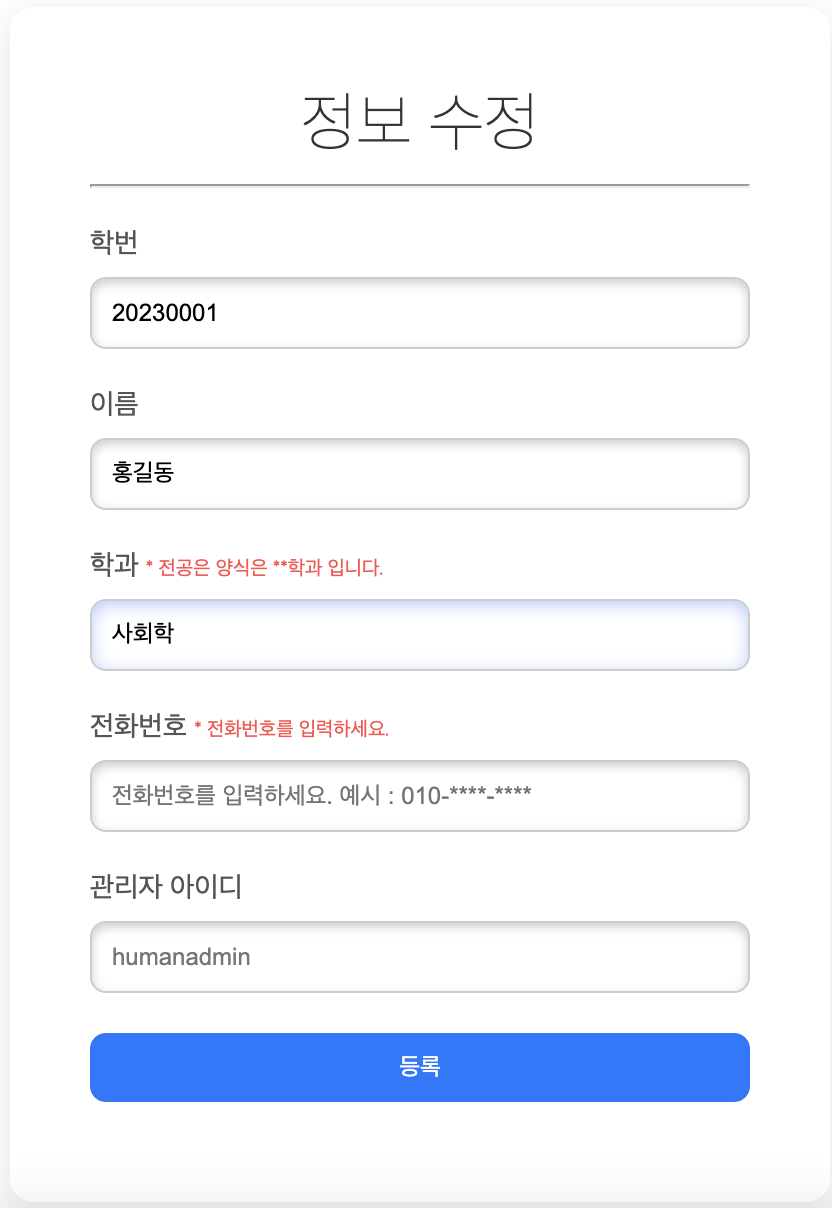 정보 수정
학번
20230001
이름
홍길동
학과 * 전공은 양식은 **학과 입니다.
사회학
전화번호 * 전화번호를 입력하세요.
전화번호를 입력하세요. 예시 : 010-****-****
관리자 아이디
humanadmin
등록